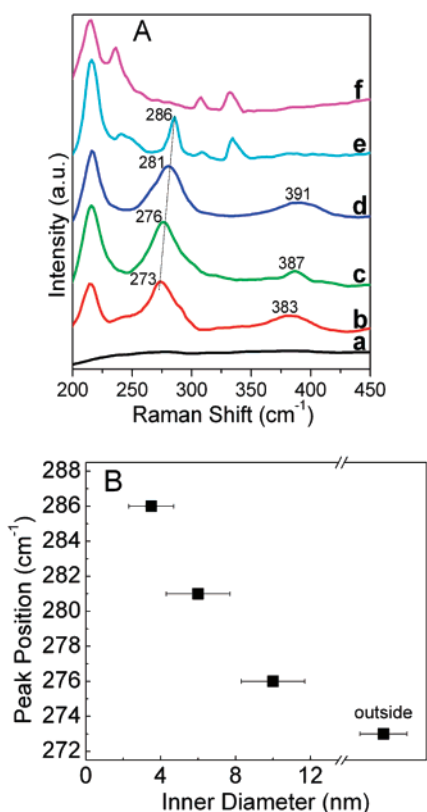 A
f
286
e
281
391
d
276
387
c
273
383
b
a
Intensity (a.u.)
200 250 300 350 400 450
Raman Shift (cm⁻¹)
B
288
286
284
282
280
278
276
274
272
outside
Peak Position (cm⁻¹)
0 4 8 12
Inner Diameter (nm)